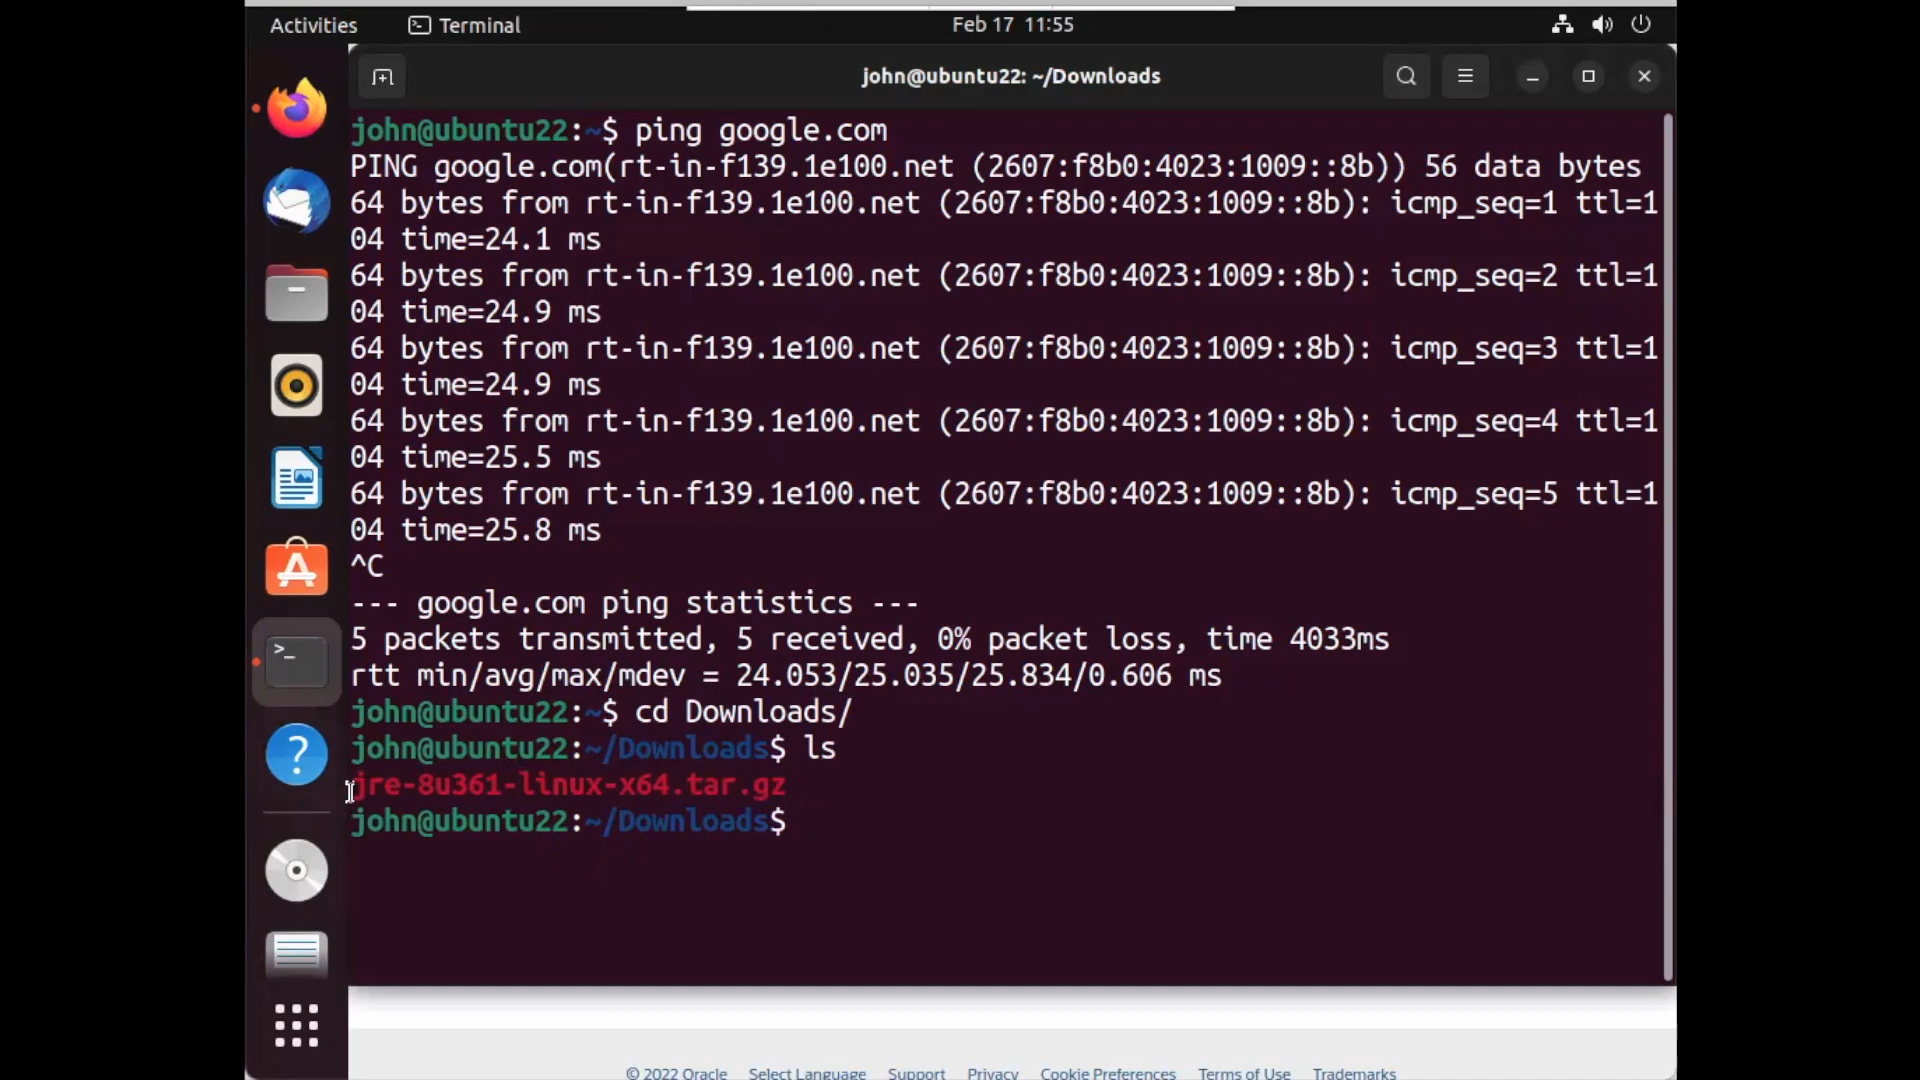 Activities
Terminal
Feb 17 11:55
john@ubuntu22: ~/Downloads
john@ubuntu22:~$ ping google.com
PING google.com(rt-in-f139.1e100.net (2607:f8b0:4023:1009::8b)) 56 data bytes
64 bytes from rt-in-f139.1e100.net (2607:f8b0:4023:1009::8b): icmp_seq=1 ttl=1
04 time=24.1 ms
64 bytes from rt-in-f139.1e100.net (2607:f8b0:4023:1009::8b): icmp_seq=2 ttl=1
04 time=24.9 ms
64 bytes from rt-in-f139.1e100.net (2607:f8b0:4023:1009::8b): icmp_seq=3 ttl=1
04 time=24.9 ms
64 bytes from rt-in-f139.1e100.net (2607:f8b0:4023:1009::8b): icmp_seq=4 ttl=1
04 time=25.5 ms
64 bytes from rt-in-f139.1e100.net (2607:f8b0:4023:1009::8b): icmp_seq=5 ttl=1
04 time=25.8 ms
^C
--- google.com ping statistics ---
5 packets transmitted, 5 received, 0% packet loss, time 4033ms
rtt min/avg/max/mdev = 24.053/25.035/25.834/0.606 ms
john@ubuntu22:~$ cd Downloads/
john@ubuntu22:~/Downloads$ ls
jre-8u361-linux-x64.tar.gz
john@ubuntu22:~/Downloads$
© 2022 Oracle Select Language Support Privacy Cookie Preferences Terms of Use Trademarks